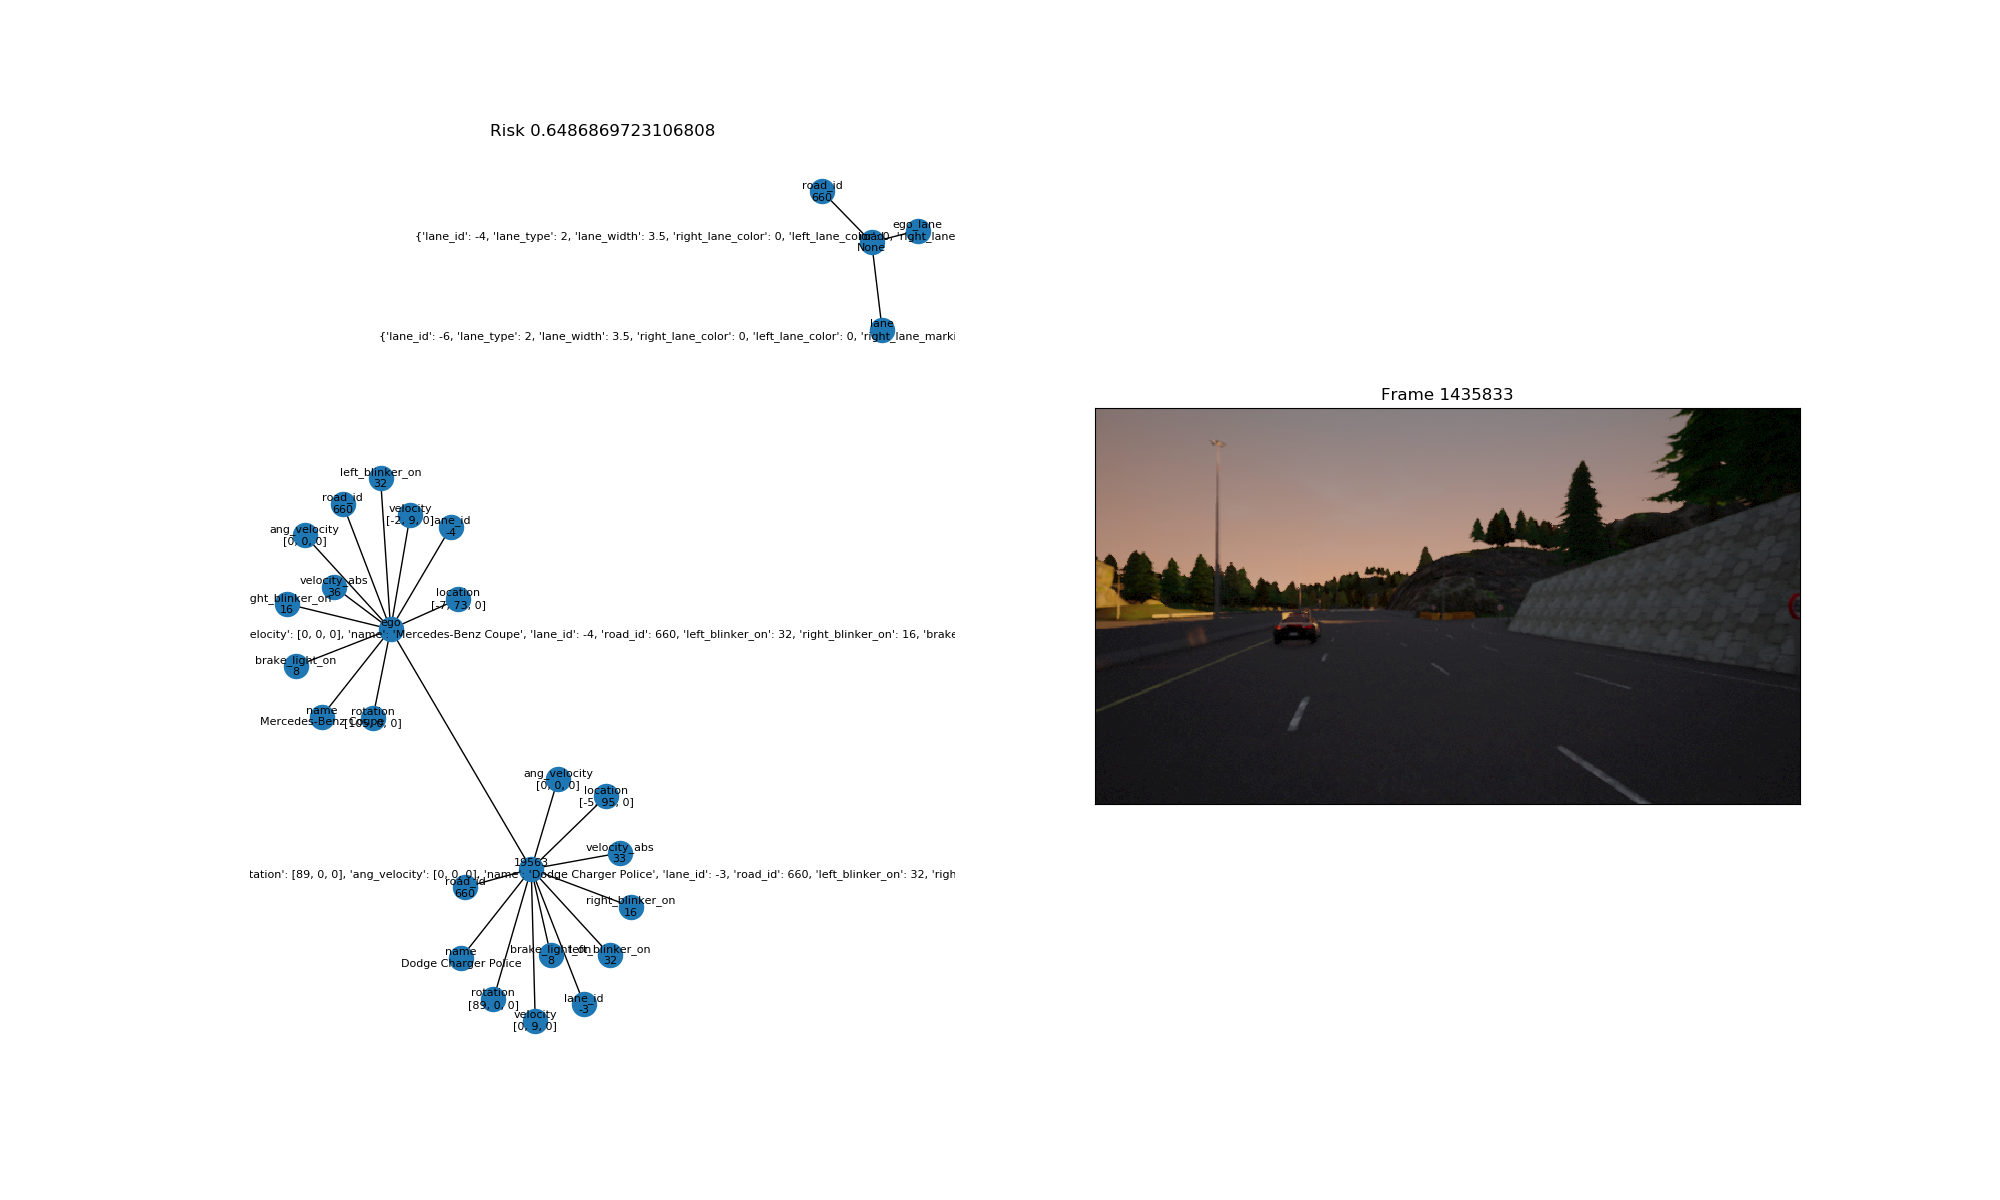 Risk 0.6486869723106808
road_id
660
ego_lane
{'lane_id': -4, 'lane_type': 2, 'lane_width': 3.5, 'right_lane_color': 0, 'left_lane_color': 0, 'right_lane
road
None
lane
{'lane_id': -6, 'lane_type': 2, 'lane_width': 3.5, 'right_lane_color': 0, 'left_lane_color': 0, 'right_lane_marki
Frame 1435833
left_blinker_on
32
road_id
660
velocity
[-2, 9, 0]
ane_id
-4
ang_velocity
[0, 0, 0]
velocity_abs
36
ght_blinker_on
16
location
[-7, 73, 0]
ego
elocity': [0, 0, 0], 'name': 'Mercedes-Benz Coupe', 'lane_id': -4, 'road_id': 660, 'left_blinker_on': 32, 'right_blinker_on': 16, 'brake
brake_light_on
8
name
Mercedes-Benz Coupe
rotation
[105, 0, 0]
ang_velocity
[0, 0, 0]
location
[-5, 95, 0]
velocity_abs
33
19563
tation': [89, 0, 0], 'ang_velocity': [0, 0, 0], 'name': 'Dodge Charger Police', 'lane_id': -3, 'road_id': 660, 'left_blinker_on': 32, 'righ
road_id
660
right_blinker_on
16
name
Dodge Charger Police
brake_light_on
8
left_blinker_on
32
rotation
[89, 0, 0]
lane_id
-3
velocity
[0, 9, 0]